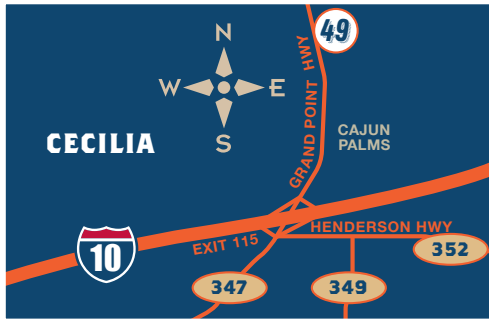 N
49
W
E
S
GRAND POINT HWY
CAJUN
PALMS
CECILIA
HENDERSON HWY
EXIT 115
10
352
347
349